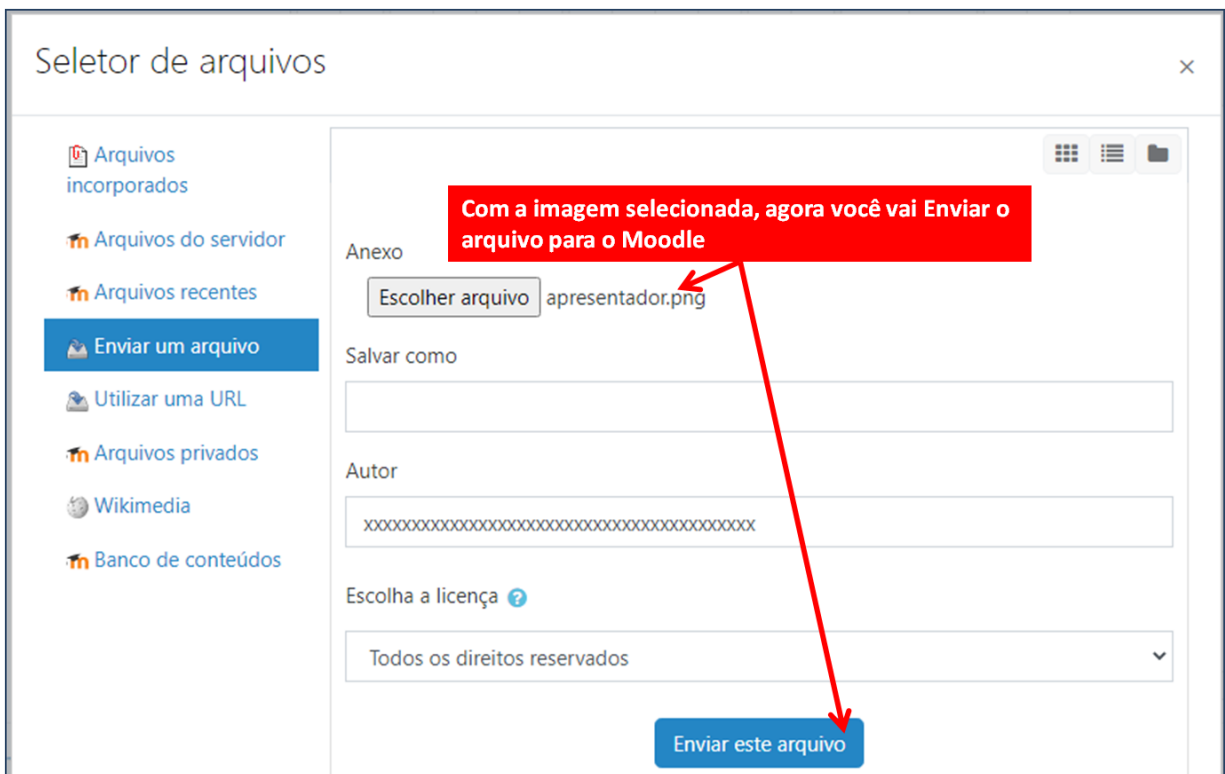 Seletor de arquivos
×
Arquivos
incorporados
Arquivos do servidor
Arquivos recentes
Enviar um arquivo
Utilizar uma URL
Arquivos privados
Wikimedia
Banco de conteúdos
Com a imagem selecionada, agora você vai Enviar o
arquivo para o Moodle
Anexo
Escolher arquivo apresentador.png
Salvar como
Autor
xxxxxxxxxxxxxxxxxxxxxxxxxxxxxxxxxxxxxxxxx
Escolha a licença ?
Todos os direitos reservados
Enviar este arquivo